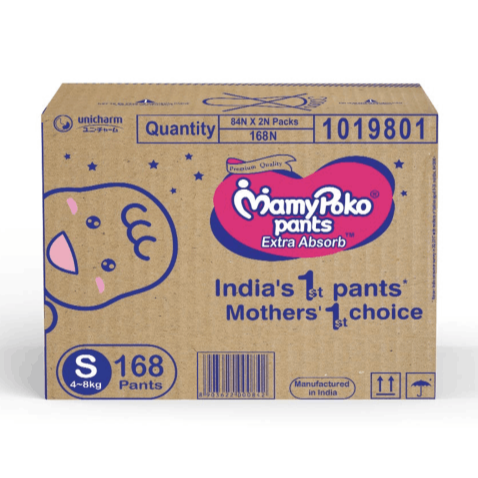 unicharm
ユニ・チャーム
Quantity
84N X 2N Packs
168N
1019801
Premium Quality
MamyPoko®
pants
Extra Absorb™
India's 1st pants*
Mothers' 1st choice
S
4~8kg
168
Pants
Manufactured
in India